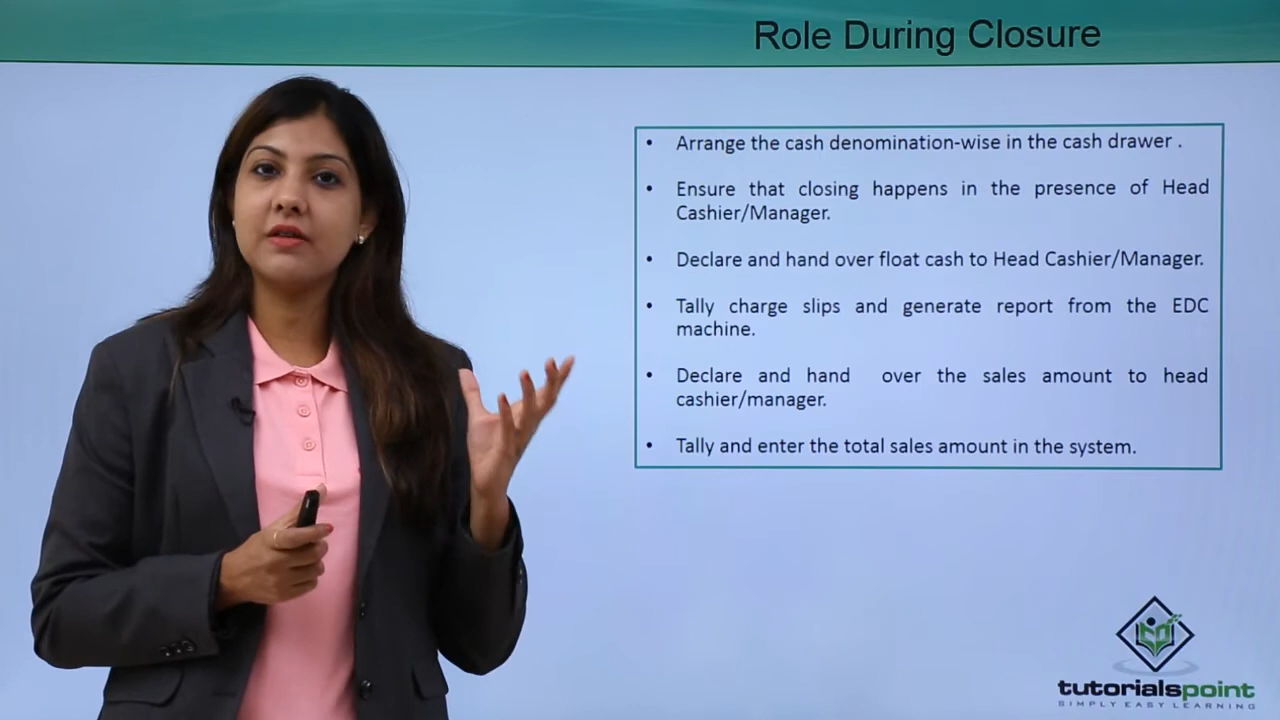 Role During Closure
• Arrange the cash denomination-wise in the cash drawer .
• Ensure that closing happens in the presence of Head
Cashier/Manager.
• Declare and hand over float cash to Head Cashier/Manager.
• Tally charge slips and generate report from the EDC
machine.
• Declare and hand over the sales amount to head
cashier/manager.
• Tally and enter the total sales amount in the system.
tutorialspoint
SIMPLY EASY LEARNING